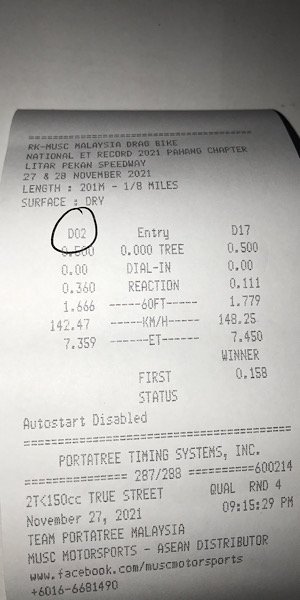 =====================================
RK-MUSC MALAYSIA DRAG BIKE
NATIONAL ET RECORD 2021 PAHANG CHAPTER
LITAR PEKAN SPEEDWAY
27 & 28 NOVEMBER 2021
LENGTH : 201M - 1/8 MILES
SURFACE : DRY
D02 Entry D17
0.500 0.000 TREE 0.500
0.00 DIAL-IN 0.00
0.360 REACTION 0.111
1.666 -----60FT----- 1.779
142.47 -----KM/H----- 148.25
7.359 ------ET------ 7.450
WINNER
FIRST 0.158
STATUS
Autostart Disabled
=====================================
PORTATREE TIMING SYSTEMS, INC.
============== 287/288 ==========600214
2T<150cc TRUE STREET QUAL RND 4
November 27, 2021 09:15:29 PM
TEAM PORTATREE MALAYSIA
MUSC MOTORSPORTS - ASEAN DISTRIBUTOR
www.facebook.com/muscmotorsports
+6016-6681490